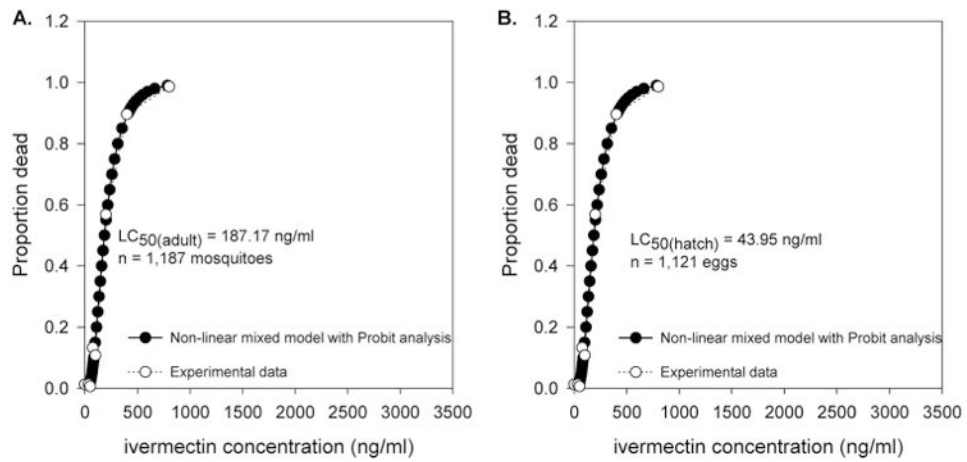 A.
1.2
1.0
0.8
0.6
0.4
0.2
0.0
Proportion dead
LC50(adult) = 187.17 ng/ml
n = 1,187 mosquitoes
Non-linear mixed model with Probit analysis
Experimental data
0 500 1000 1500 2000 2500 3000 3500
ivermectin concentration (ng/ml)
B.
1.2
1.0
0.8
0.6
0.4
0.2
0.0
Proportion dead
LC50(hatch) = 43.95 ng/ml
n = 1,121 eggs
Non-linear mixed model with Probit analysis
Experimental data
0 500 1000 1500 2000 2500 3000 3500
ivermectin concentration (ng/ml)